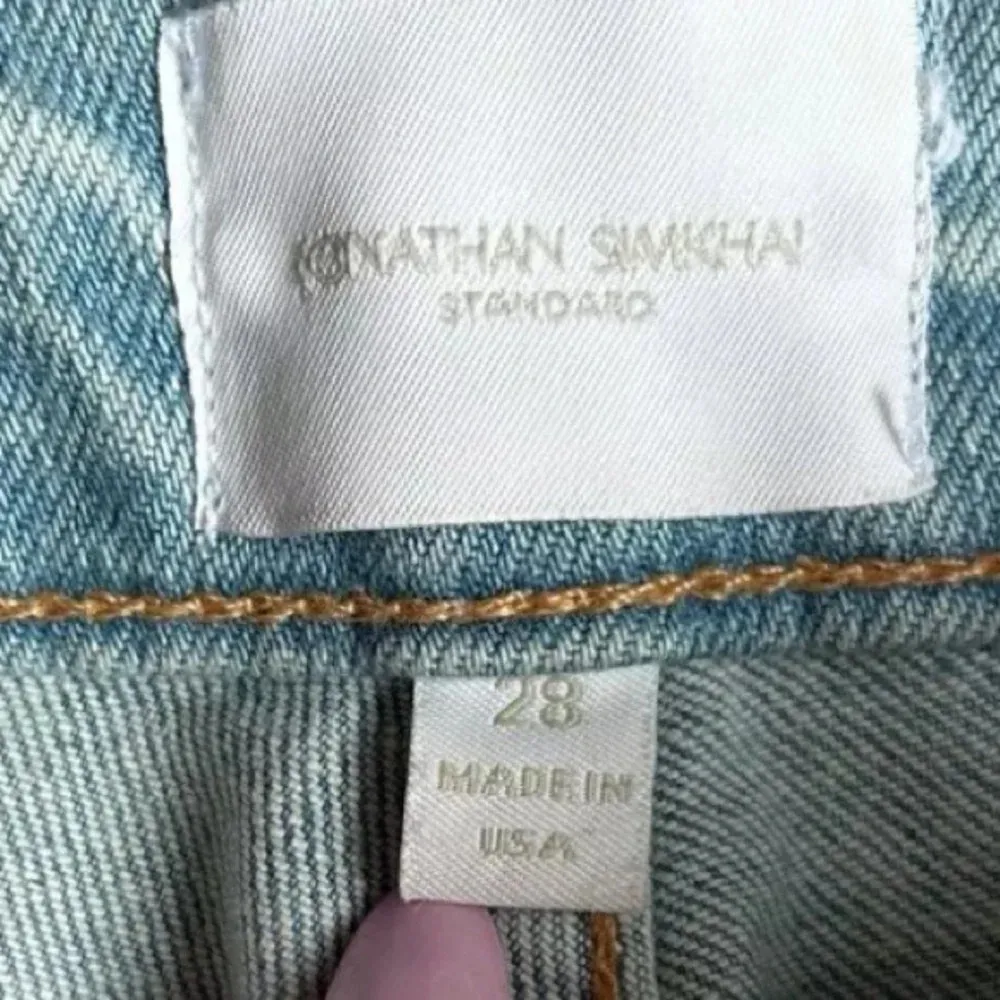 JONATHAN SIMKHAI
STANDARD
28
MADE IN
USA